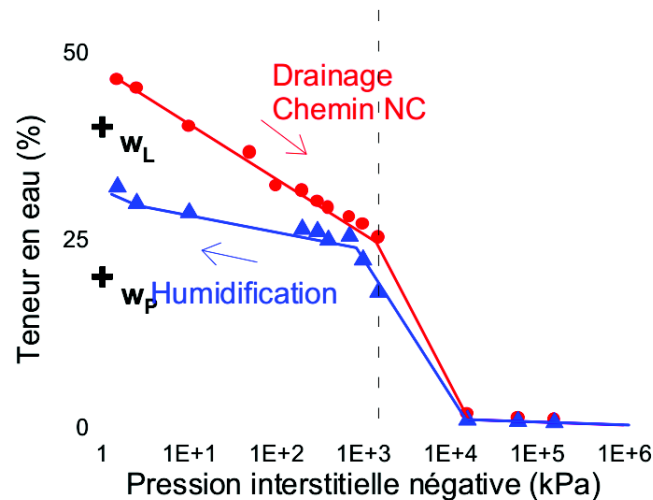 50
Drainage
Chemin NC
Teneur en eau (%)
w_L
25
w_P
Humidification
0
1 1E+1 1E+2 1E+3 1E+4 1E+5 1E+6
Pression interstitielle négative (kPa)